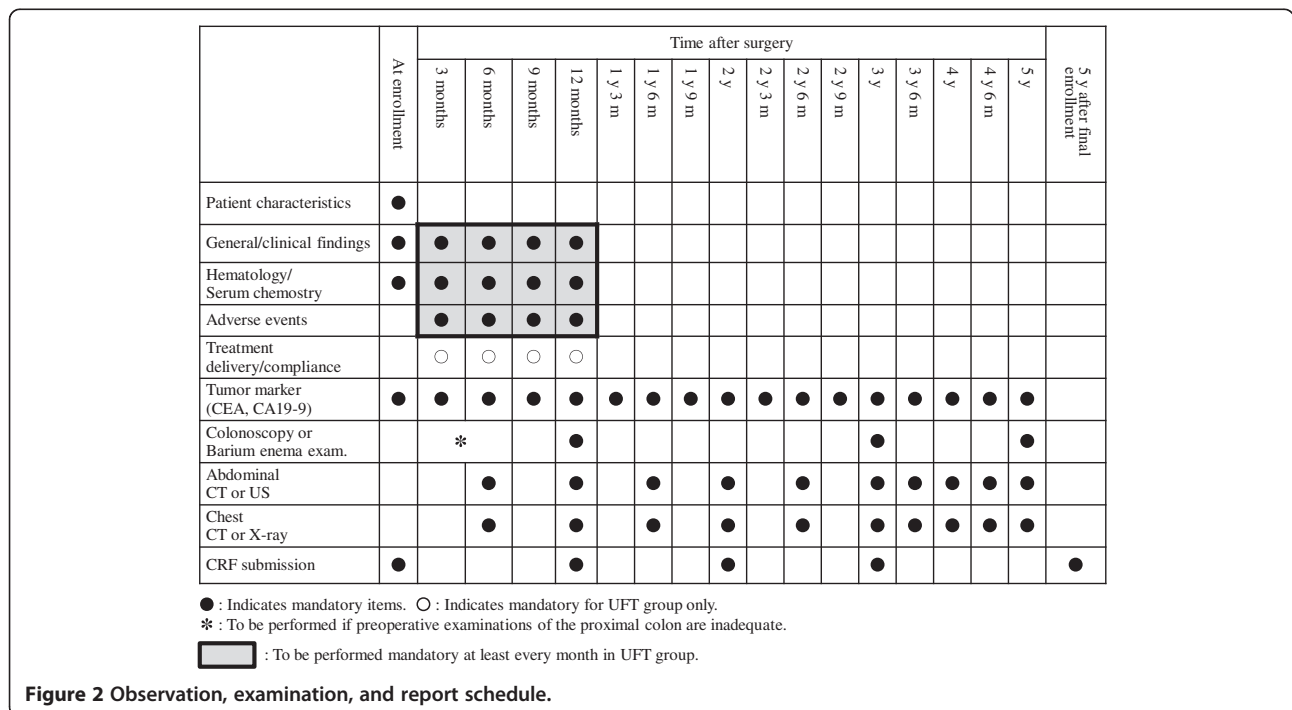 Time after surgery
At enrollment
3 months
6 months
9 months
12 months
1 y 3 m
1 y 6 m
1 y 9 m
2 y
2 y 3 m
2 y 6 m
2 y 9 m
3 y
3 y 6 m
4 y
4 y 6 m
5 y
5 y after final
enrollment
Patient characteristics ●
General/clinical findings ● ● ● ● ●
Hematology/
Serum chemostry ● ● ● ● ●
Adverse events ● ● ● ●
Treatment
delivery/compliance ○ ○ ○ ○
Tumor marker
(CEA, CA19-9) ● ● ● ● ● ● ● ● ● ● ● ● ● ● ● ● ●
Colonoscopy or
Barium enema exam. * ● ● ●
Abdominal
CT or US ● ● ● ● ● ● ● ● ● ●
Chest
CT or X-ray ● ● ● ● ● ● ● ● ● ●
CRF submission ● ● ● ● ●
● : Indicates mandatory items. ○ : Indicates mandatory for UFT group only.
* : To be performed if preoperative examinations of the proximal colon are inadequate.
: To be performed mandatory at least every month in UFT group.
Figure 2 Observation, examination, and report schedule.